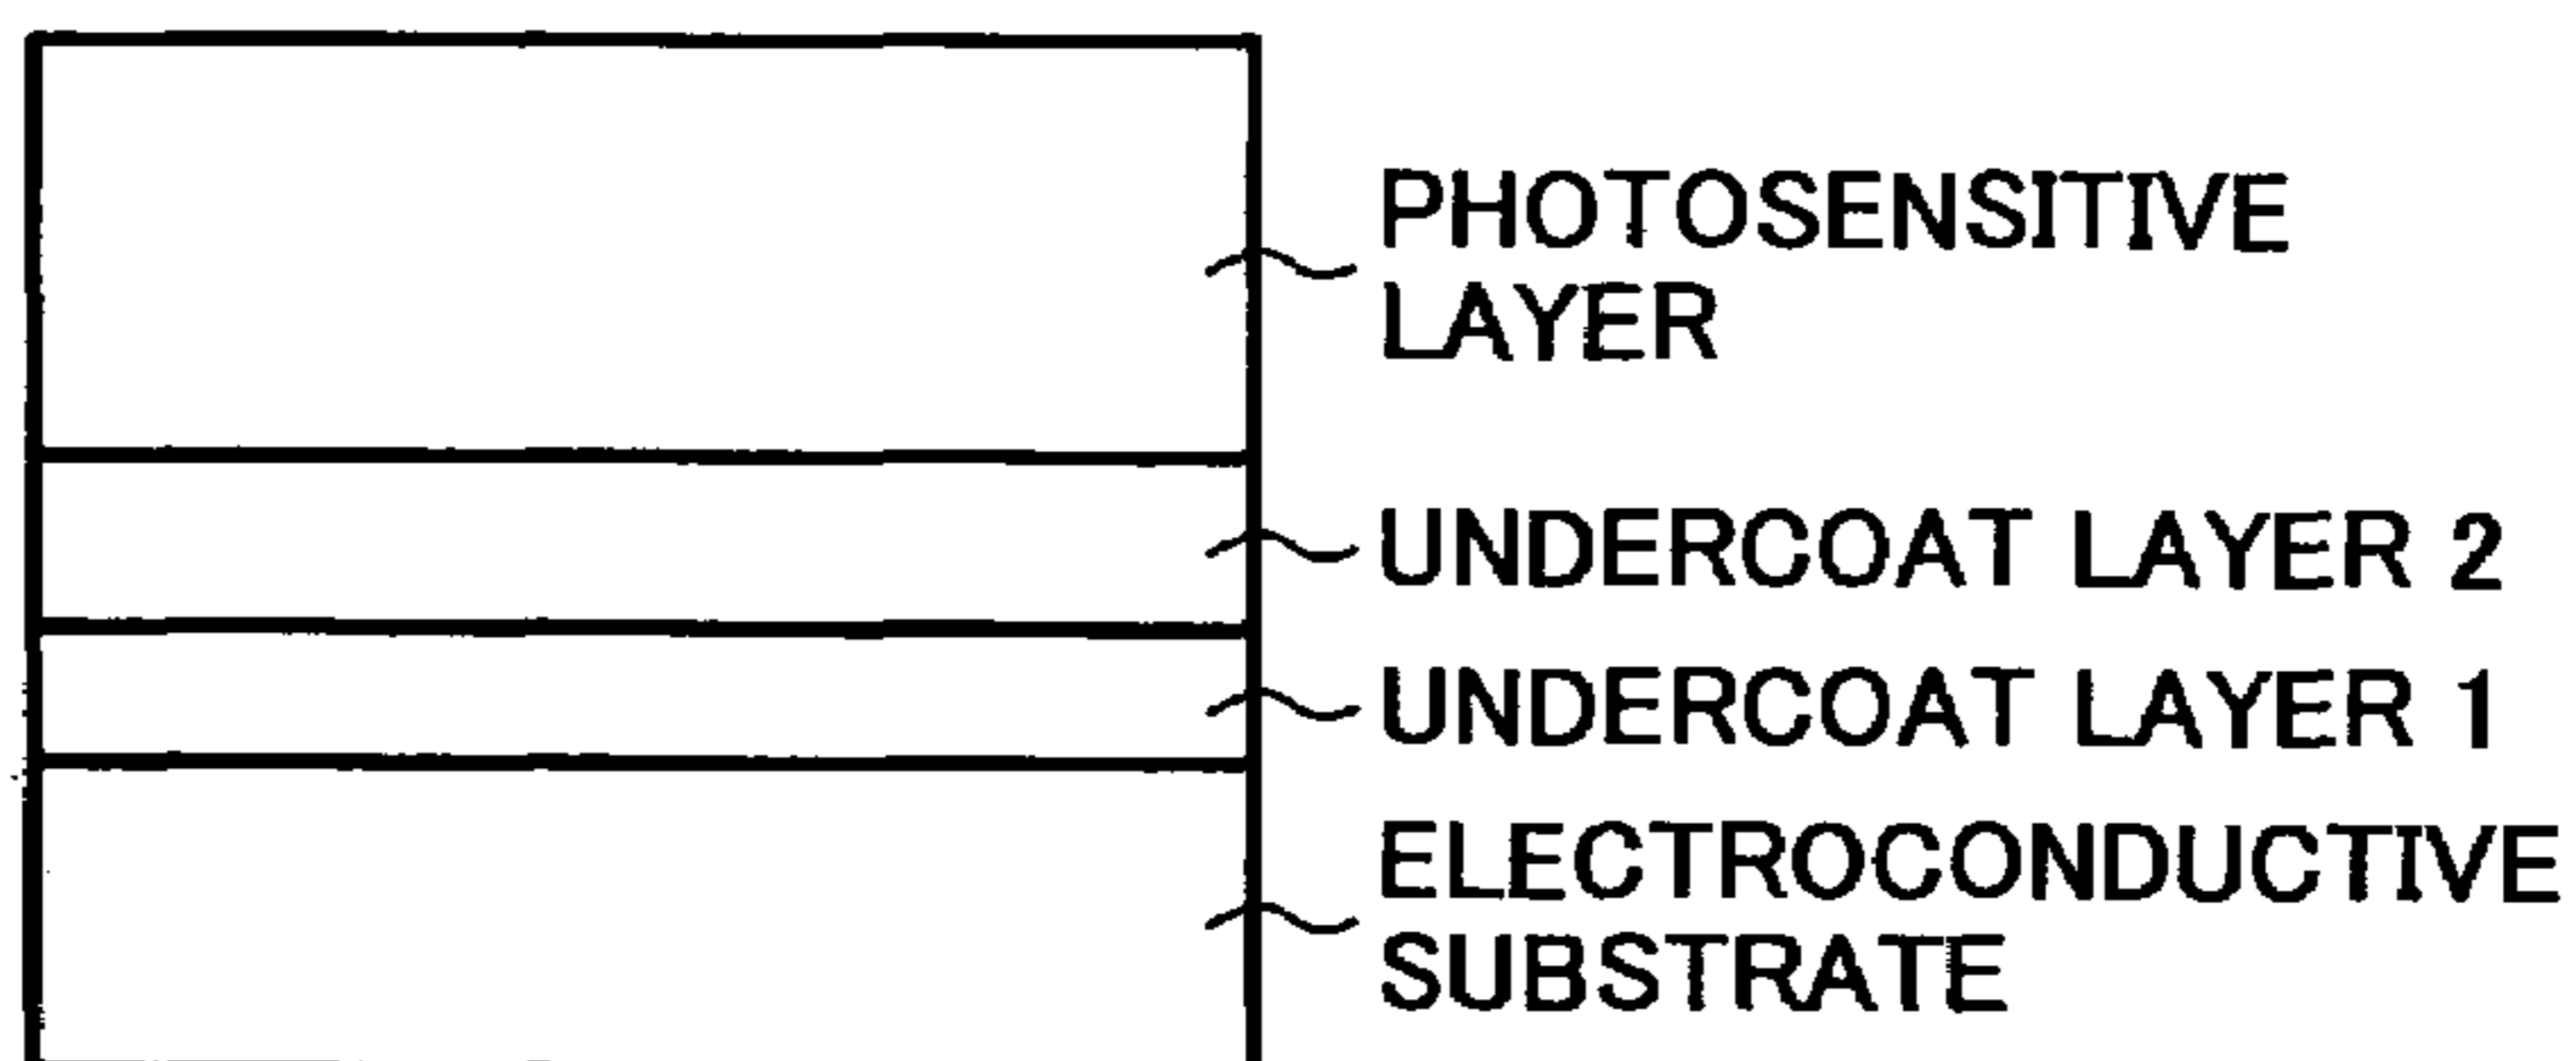 PHOTOSENSITIVE
LAYER
UNDERCOAT LAYER 2
UNDERCOAT LAYER 1
ELECTROCONDUCTIVE
SUBSTRATE